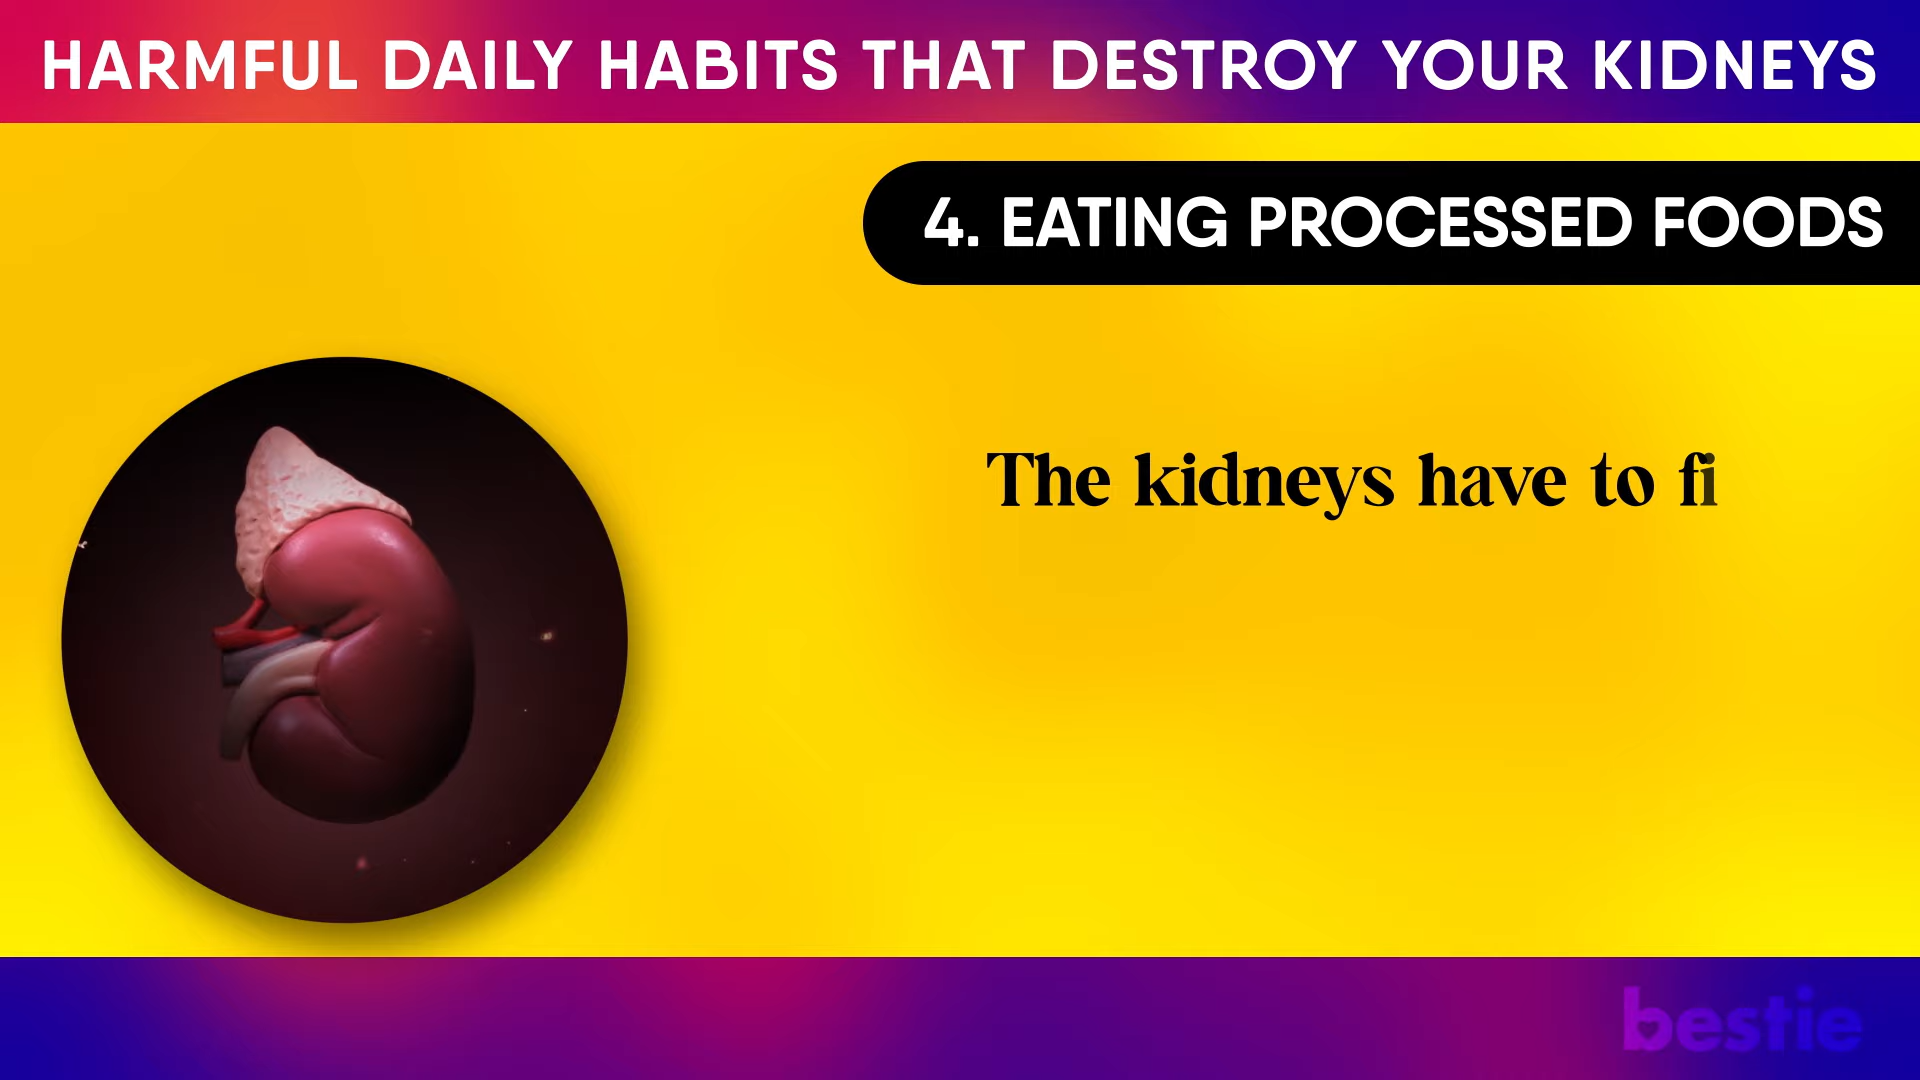 HARMFUL DAILY HABITS THAT DESTROY YOUR KIDNEYS
4. EATING PROCESSED FOODS
The kidneys have to fi
bestie